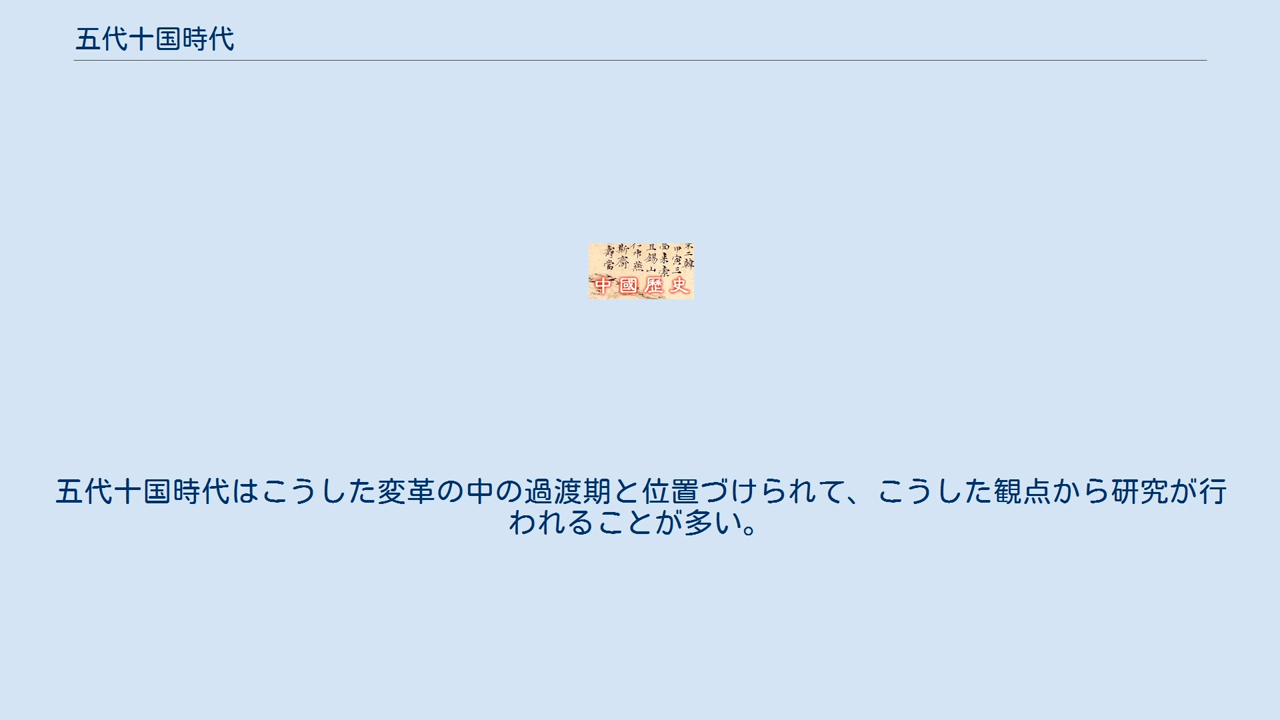 五代十国時代
中國歷史
五代十国時代はこうした変革の中の過渡期と位置づけられて、こうした観点から研究が行
われることが多い。